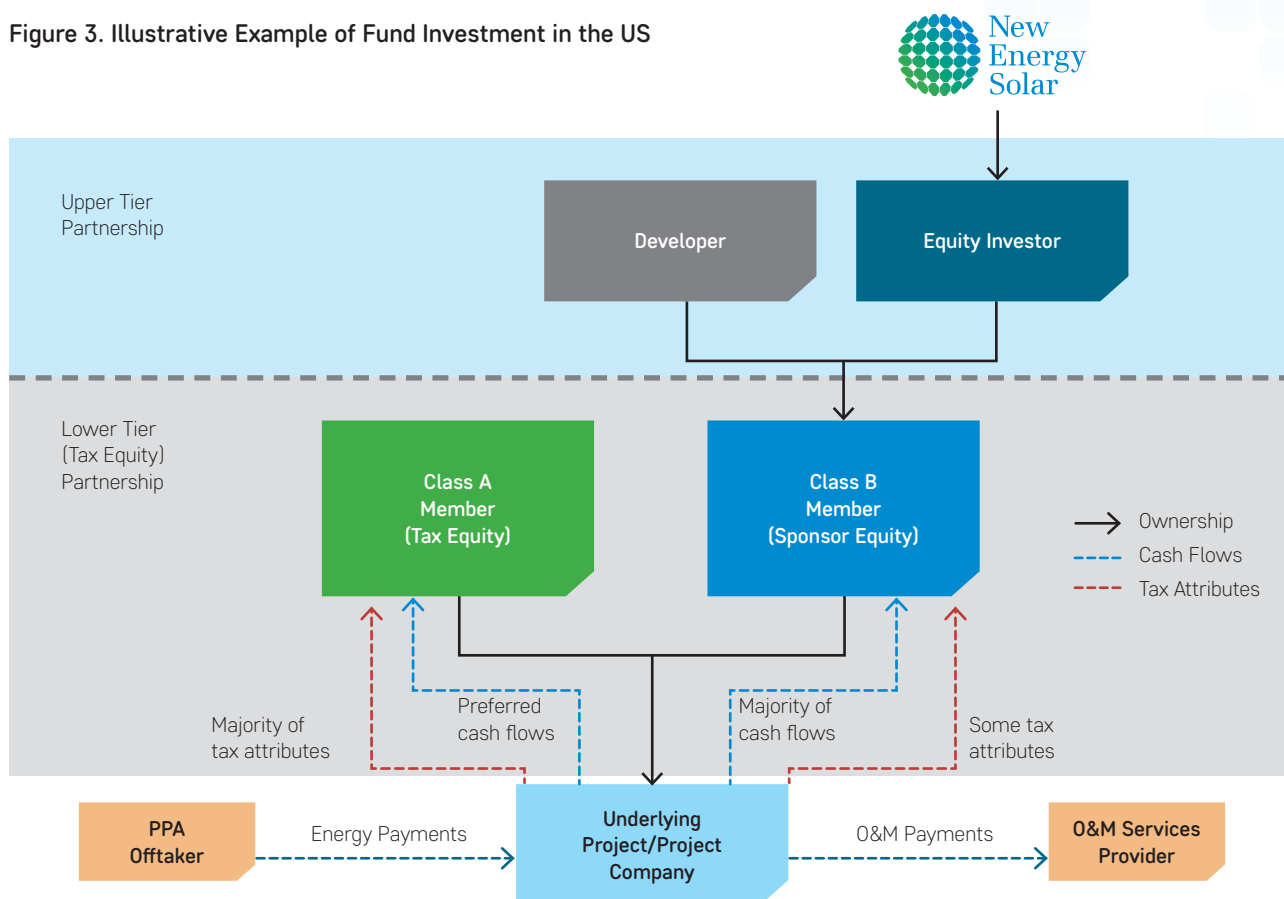 Figure 3. Illustrative Example of Fund Investment in the US
New
Energy
Solar
Upper Tier
Partnership
Developer
Equity Investor
Lower Tier
(Tax Equity)
Partnership
Class A
Member
(Tax Equity)
Class B
Member
(Sponsor Equity)
Ownership
Cash Flows
Tax Attributes
Majority of
tax attributes
Preferred
cash flows
Majority of
cash flows
Some tax
attributes
PPA
Offtaker
Energy Payments
Underlying
Project/Project
Company
O&M Payments
O&M Services
Provider